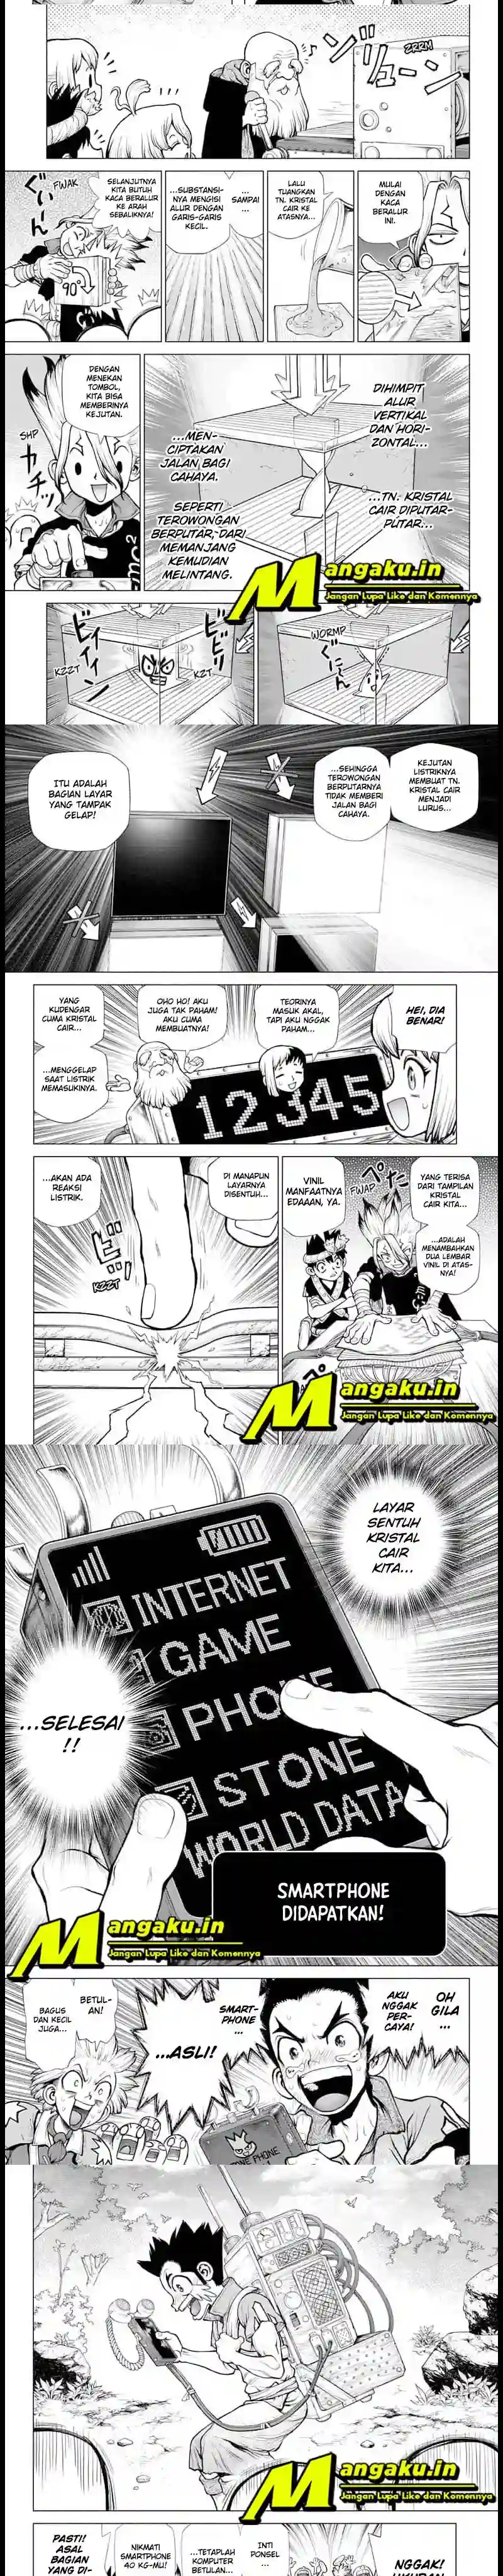 ZRRM
MULAI
DENGAN
KACA
BERALUR
INI.
LALU
TUANGKAN
TN. KRISTAL
CAIR KE
ATASNYA...
...
SAMPAI
...
...SUBSTANSI-
NYA MENGISI
ALUR DENGAN
GARIS-GARIS
KECIL.
SELANJUTNYA
KITA BUTUH
KACA BERALUR
KE ARAH
SEBALIKNYA!
FWAK
90°
DIHIMPIT
ALUR
VERTIKAL
DAN HORI-
ZONTAL...
...TN. KRISTAL
CAIR DIPUTAR-
PUTAR...
...MEN-
CIPTAKAN
JALAN BAGI
CAHAYA.
SEPERTI
TEROWONGAN
BERPUTAR, DARI
MEMANJANG
KEMUDIAN
MELINTANG.
DENGAN
MENEKAN
TOMBOL,
KITA BISA
MEMBERINYA
KEJUTAN.
SHP
カチッ
Mangaku.in
Jangan Lupa Like dan Komennya
WORMP
KZT
KZZT
KEJUTAN
LISTRIKNYA
MEMBUAT TN.
KRISTAL CAIR
MENJADI
LURUS...
...SEHINGGA
TEROWONGAN
BERPUTARNYA
TIDAK MEMBERI
JALAN BAGI
CAHAYA.
ITU ADALAH
BAGIAN LAYAR
YANG TAMPAK
GELAP!
HEI, DIA
BENAR!
TEORINYA
MASUK AKAL,
TAPI AKU NGGAK
PAHAM...
OHO HO! AKU
JUGA TAK PAHAM!
AKU CUMA
MEMBUATNYA!
YANG
KUDENGAR
CUMA KRISTAL
CAIR...
...MENGGELAP
SAAT LISTRIK
MEMASUKINYA.
12345
YANG TERISA
DARI TAMPILAN
KRISTAL
CAIR KITA...
...ADALAH
MENAMBAHKAN
DUA LEMBAR
VINIL DI ATAS-
NYA!
FWAP
VINIL
MANFAATNYA
EDAAAN, YA.
DI MANAPUN
LAYARNYA
DISENTUH...
...AKAN ADA
REAKSI
LISTRIK.
KZZT
Mangaku.in
Jangan Lupa Like dan Komennya
LAYAR
SENTUH
KRISTAL
CAIR
KITA...
INTERNET
GAME
PHONE
STONE
WORLD DATA
...SELESAI
!!
SMARTPHONE
DIDAPATKAN!
Mangaku.in
Jangan Lupa Like dan Komennya
OH
GILA
...
AKU
NGGAK
PER-
CAYA!
SMART-
PHONE
...
...ASLI!
BETUL-
AN!
BAGUS
DAN KECIL
JUGA...
PHONE
Mangaku.in
Jangan Lupa Like dan Komennya
NGGAK!
INTI
PONSEL
...
...TETAPLAH
KOMPUTER
BETULAN...
NIKMATI
SMARTPHONE
40 KG-MU!
PASTI!
ASAL
BAGIAN
YANG DI-